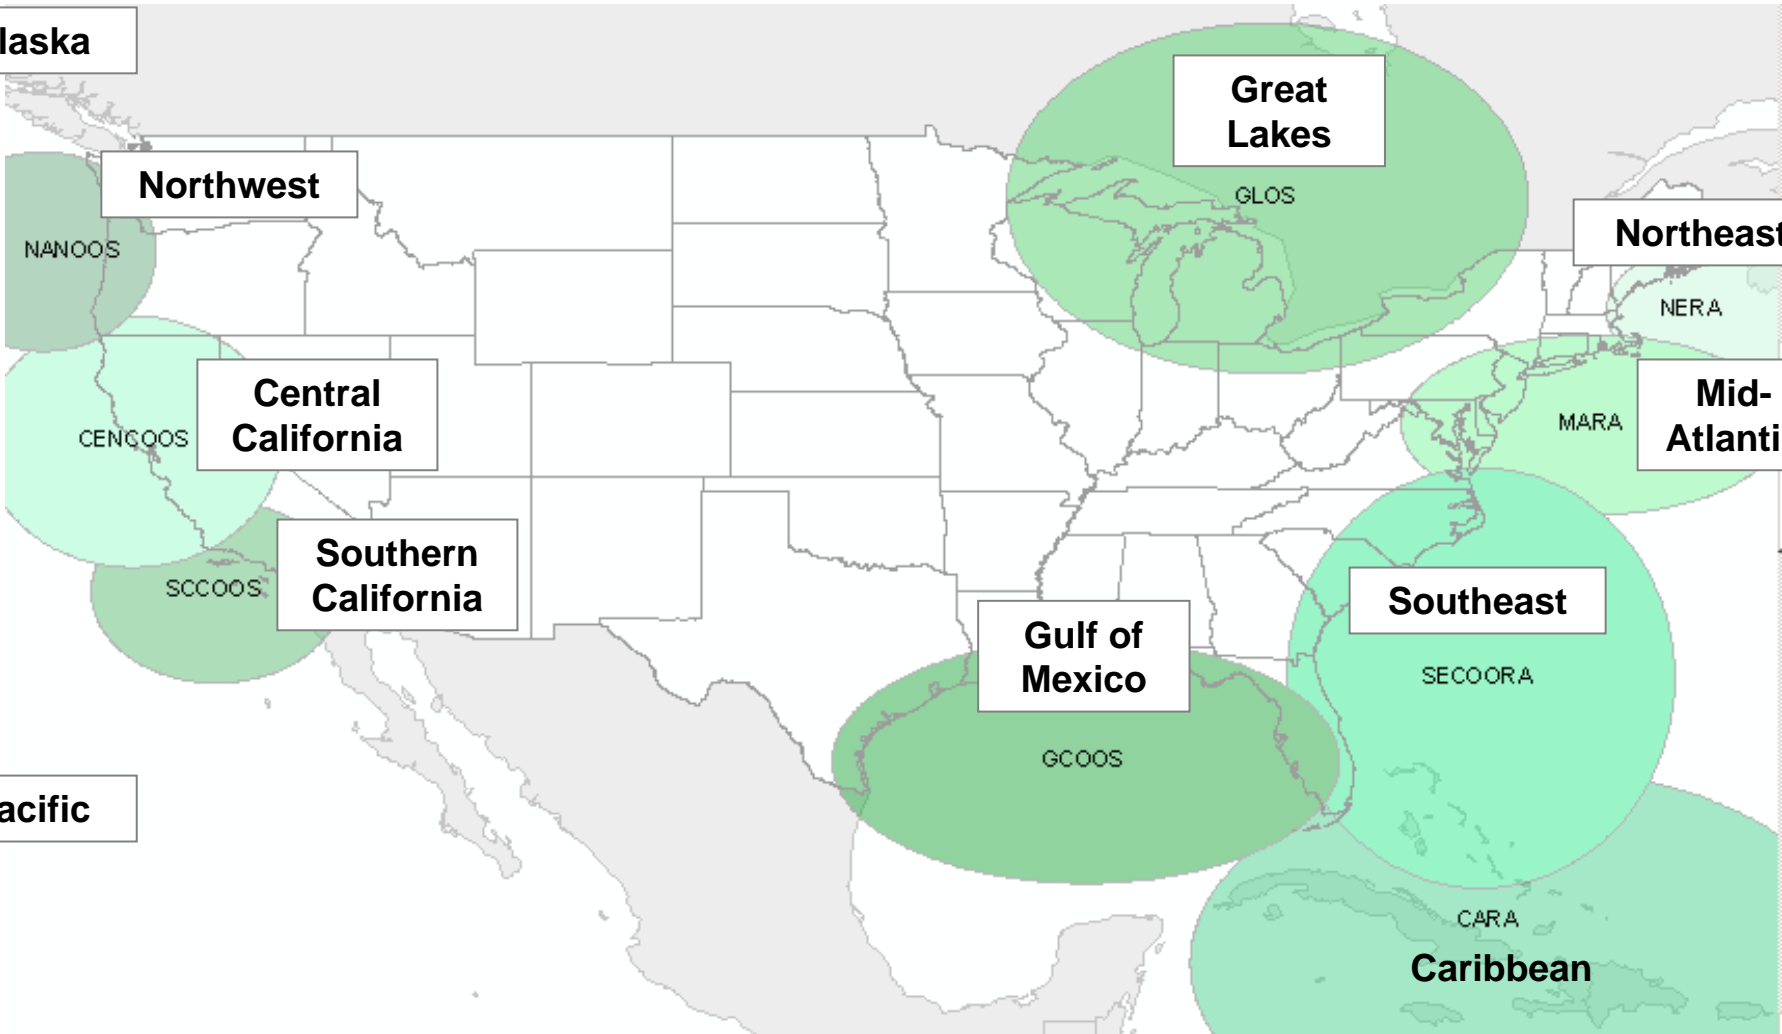 laska
Great
Lakes
GLOS
Northwest
NANOOS
Northeast
NERA
Central
California
CENCOOS
Mid-
Atlanti
MARA
Southern
California
SCCOOS
Southeast
SECOORA
Gulf of
Mexico
GCOOS
acific
CARA
Caribbean